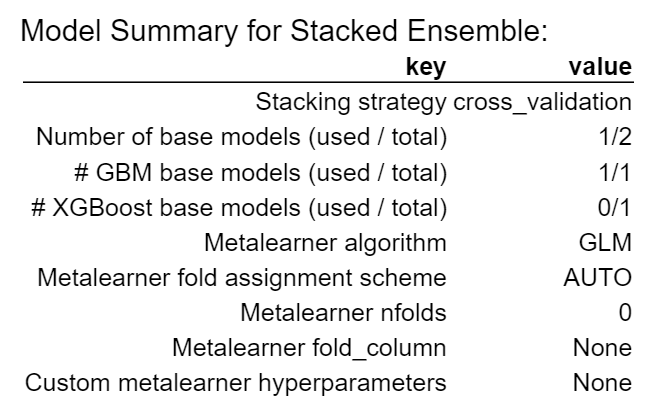 Model Summary for Stacked Ensemble:
key value
Stacking strategy cross_validation
Number of base models (used / total) 1/2
# GBM base models (used / total) 1/1
# XGBoost base models (used / total) 0/1
Metalearner algorithm GLM
Metalearner fold assignment scheme AUTO
Metalearner nfolds 0
Metalearner fold_column None
Custom metalearner hyperparameters None